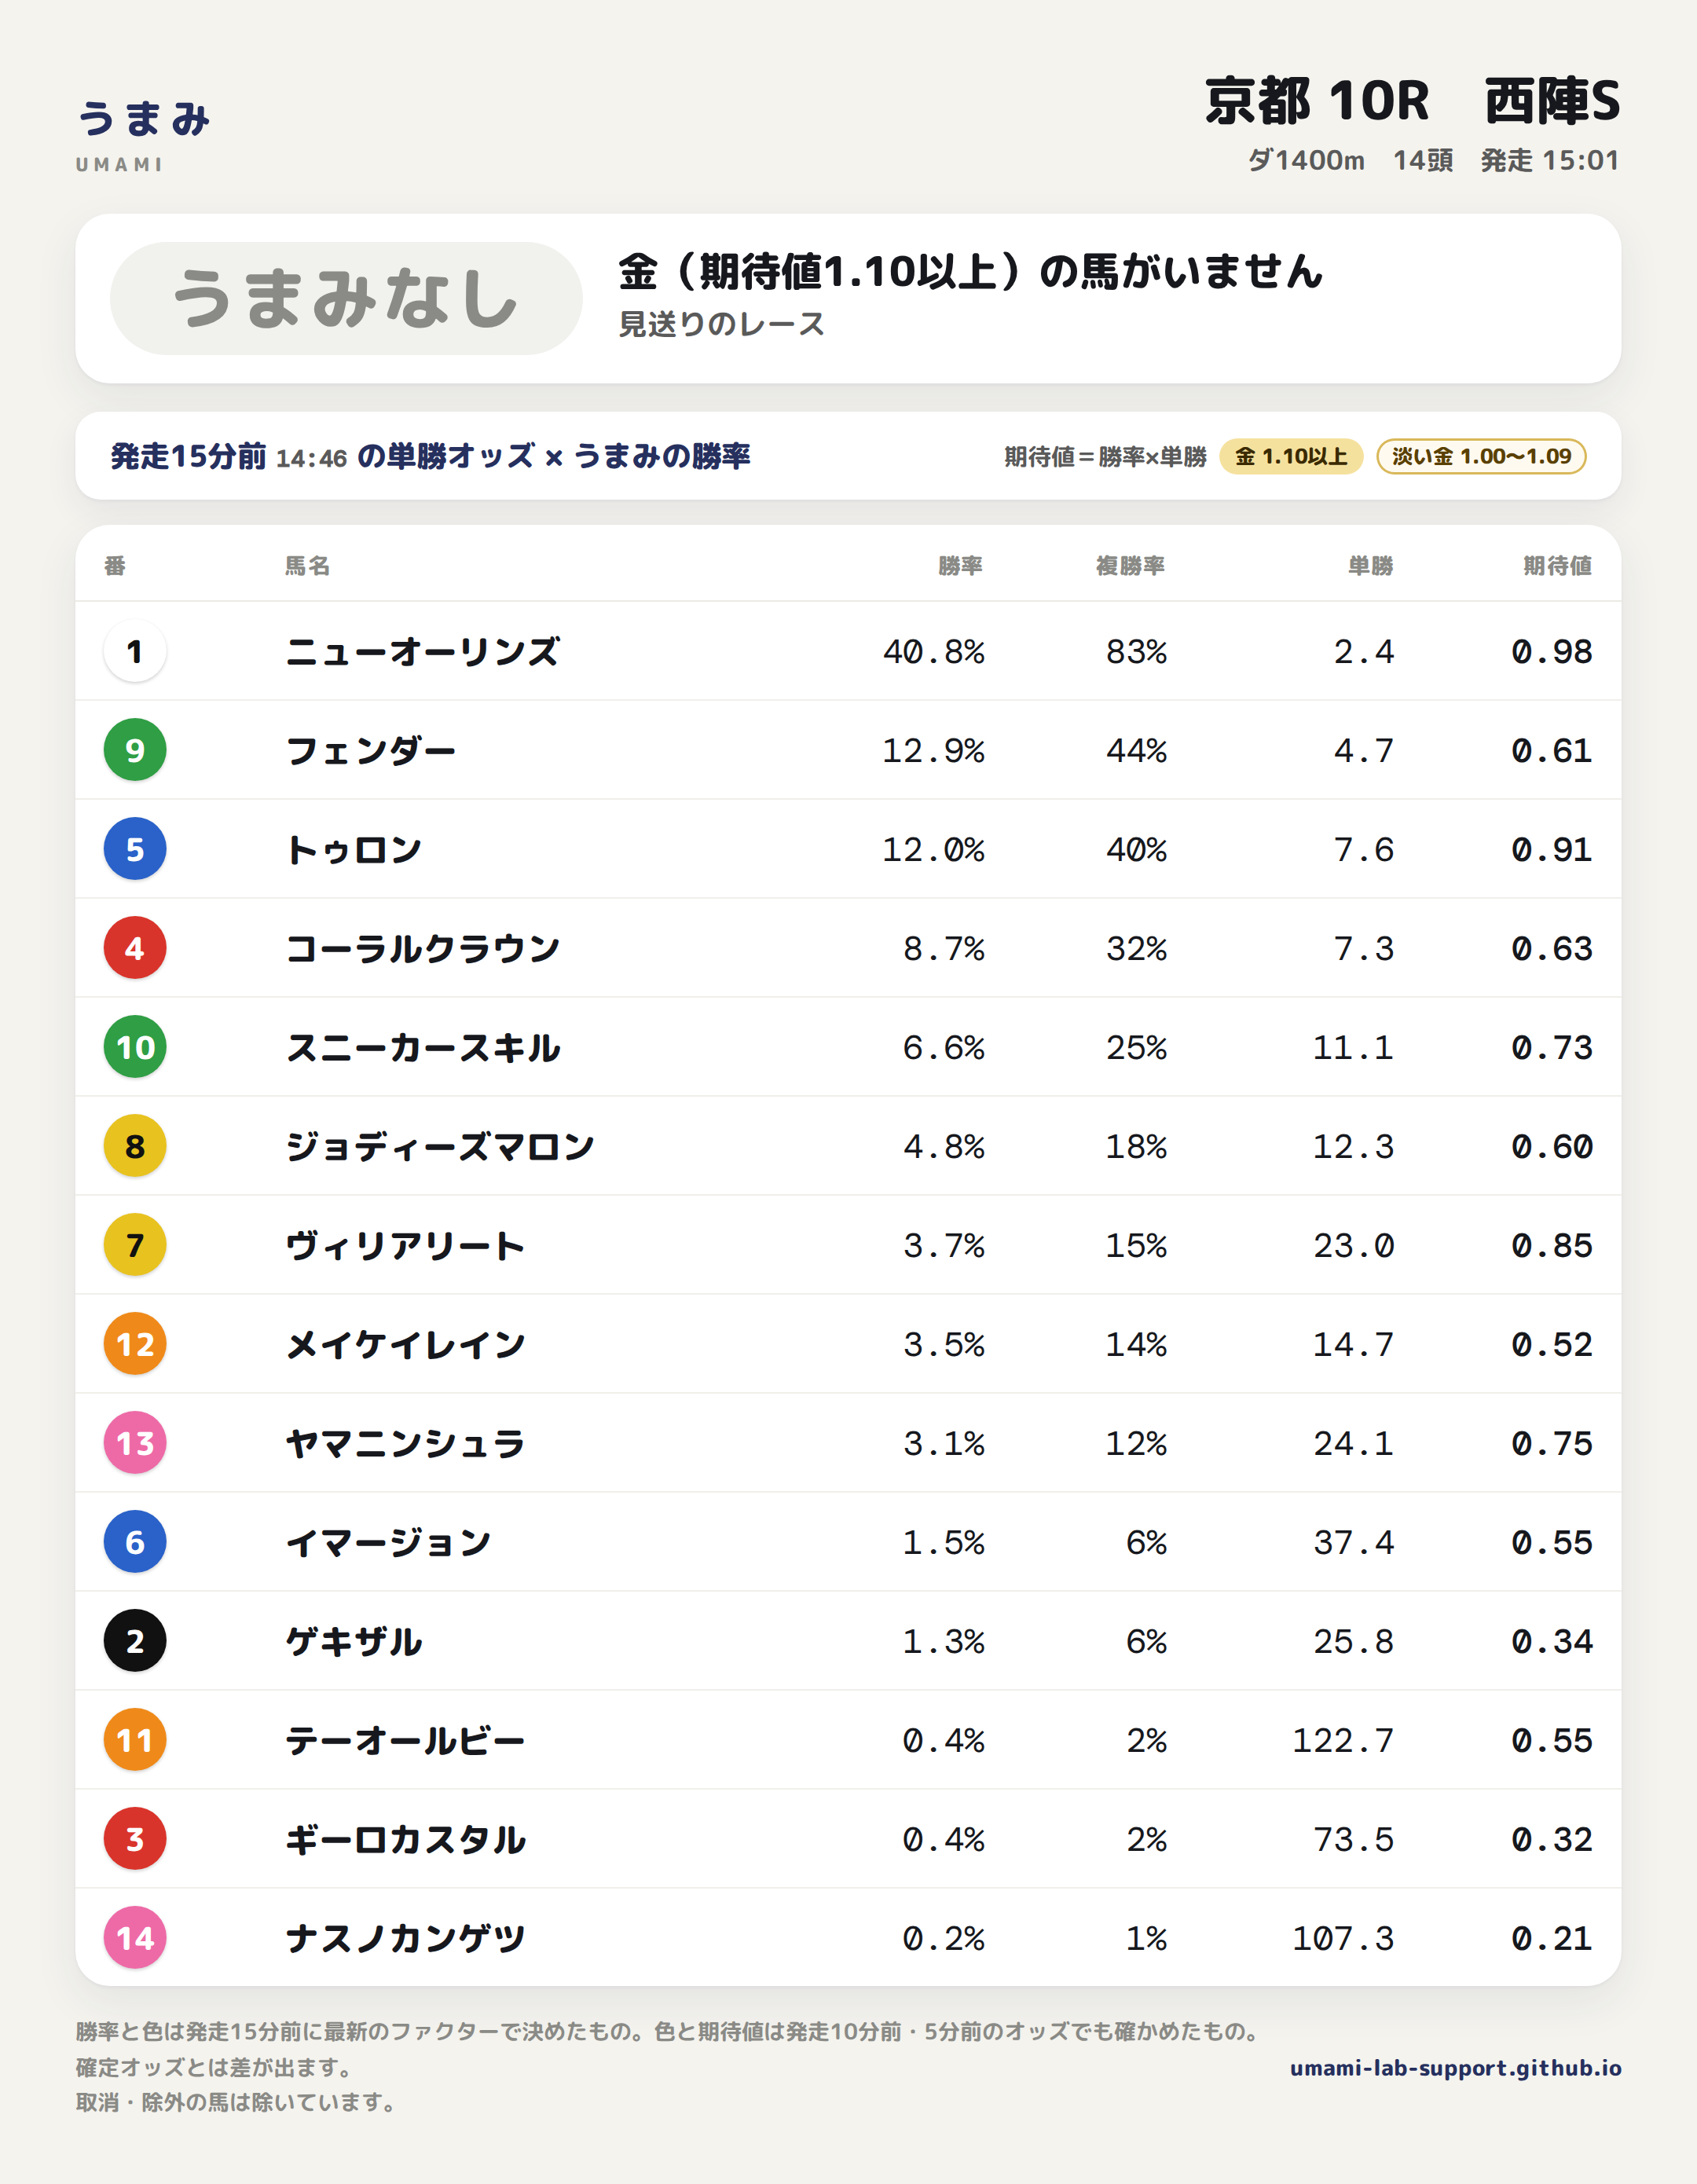 うまみ
UMAMI
京都 10R　西陣S
ダ1400m　14頭　発走 15:01
うまみなし
金（期待値1.10以上）の馬がいません
見送りのレース
発走15分前 14:46 の単勝オッズ × うまみの勝率
期待値＝勝率×単勝 金 1.10以上 淡い金 1.00〜1.09
番 馬名 勝率 複勝率 単勝 期待値
1 ニューオーリンズ 40.8% 83% 2.4 0.98
9 フェンダー 12.9% 44% 4.7 0.61
5 トゥロン 12.0% 40% 7.6 0.91
4 コーラルクラウン 8.7% 32% 7.3 0.63
10 スニーカースキル 6.6% 25% 11.1 0.73
8 ジョディーズマロン 4.8% 18% 12.3 0.60
7 ヴィリアリート 3.7% 15% 23.0 0.85
12 メイケイレイン 3.5% 14% 14.7 0.52
13 ヤマニンシュラ 3.1% 12% 24.1 0.75
6 イマージョン 1.5% 6% 37.4 0.55
2 ゲキザル 1.3% 6% 25.8 0.34
11 テーオールビー 0.4% 2% 122.7 0.55
3 ギーロカスタル 0.4% 2% 73.5 0.32
14 ナスノカンゲツ 0.2% 1% 107.3 0.21
勝率と色は発走15分前に最新のファクターで決めたもの。色と期待値は発走10分前・5分前のオッズでも確かめたもの。
確定オッズとは差が出ます。
取消・除外の馬は除いています。
umami-lab-support.github.io